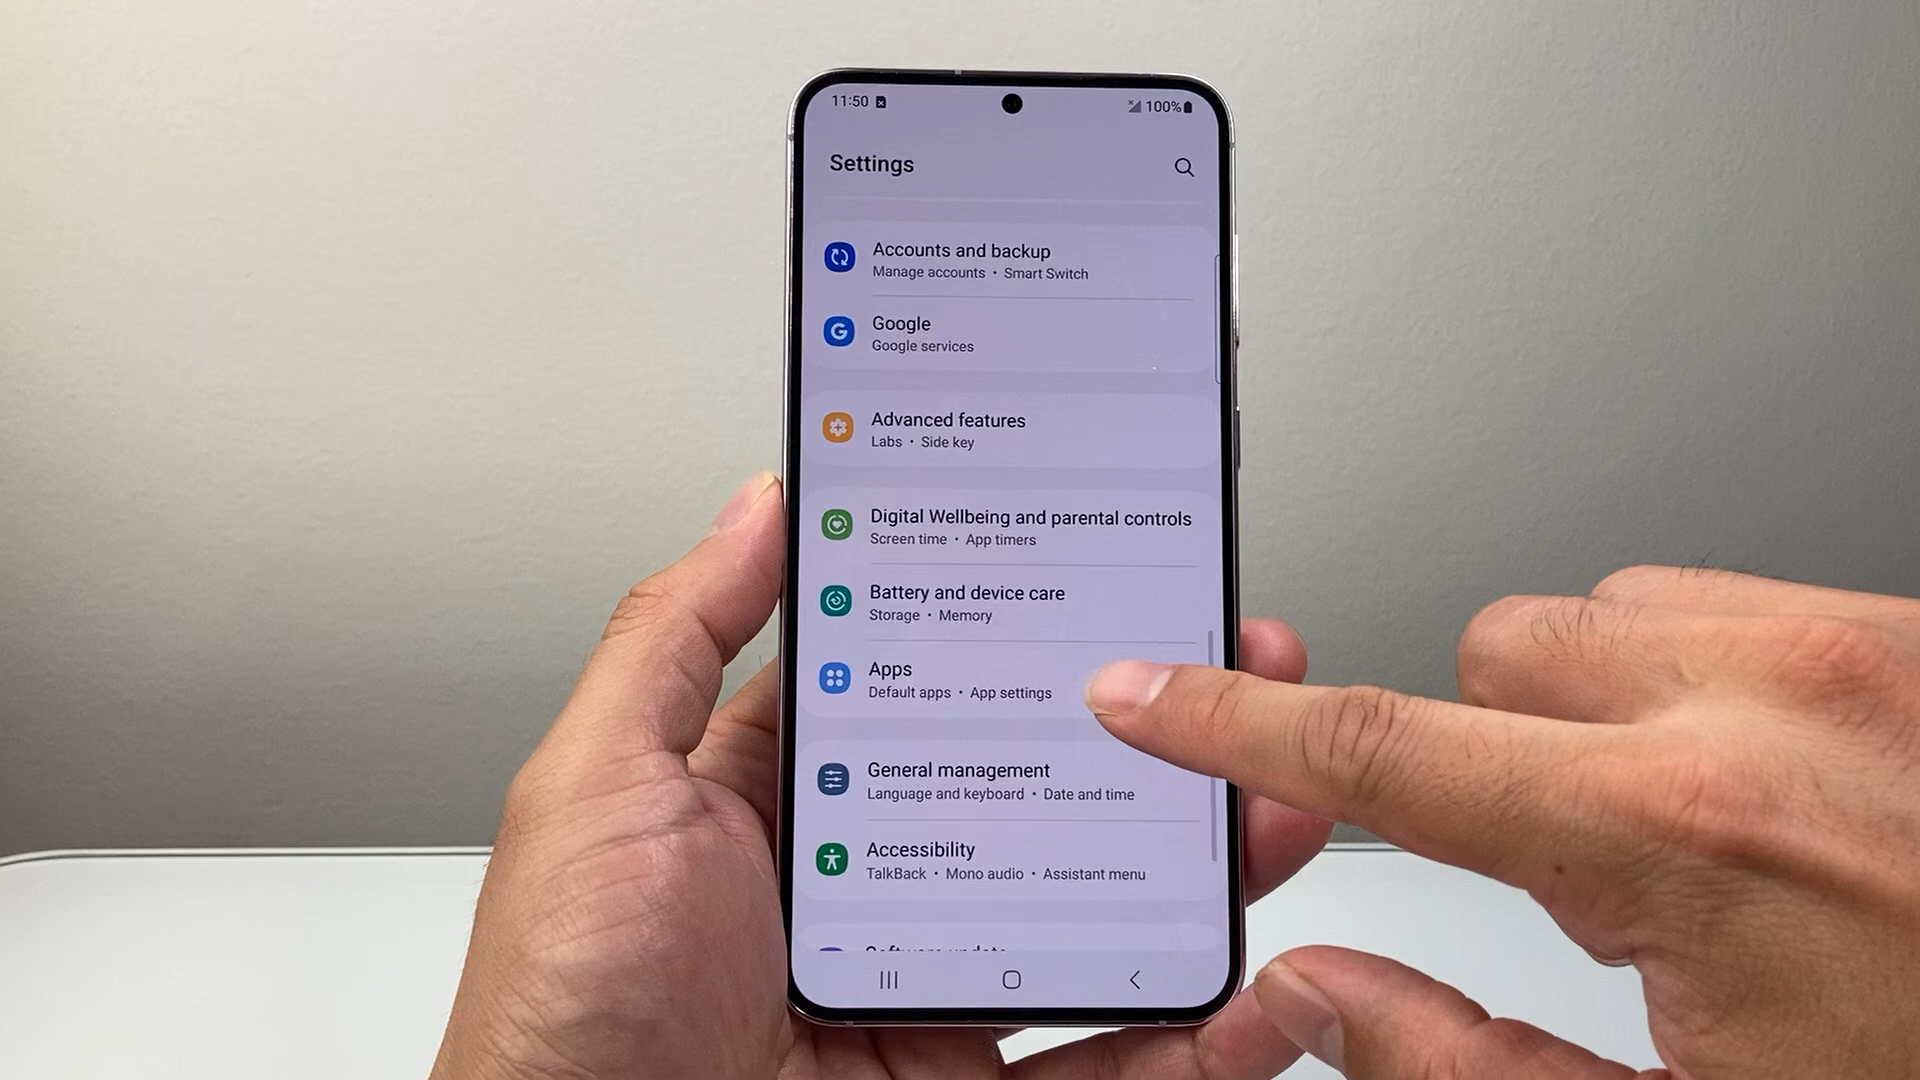 11:50
100%
Settings
Accounts and backup
Manage accounts • Smart Switch
Google
Google services
Advanced features
Labs • Side key
Digital Wellbeing and parental controls
Screen time • App timers
Battery and device care
Storage • Memory
Apps
Default apps • App settings
General management
Language and keyboard • Date and time
Accessibility
TalkBack • Mono audio • Assistant menu
Software update